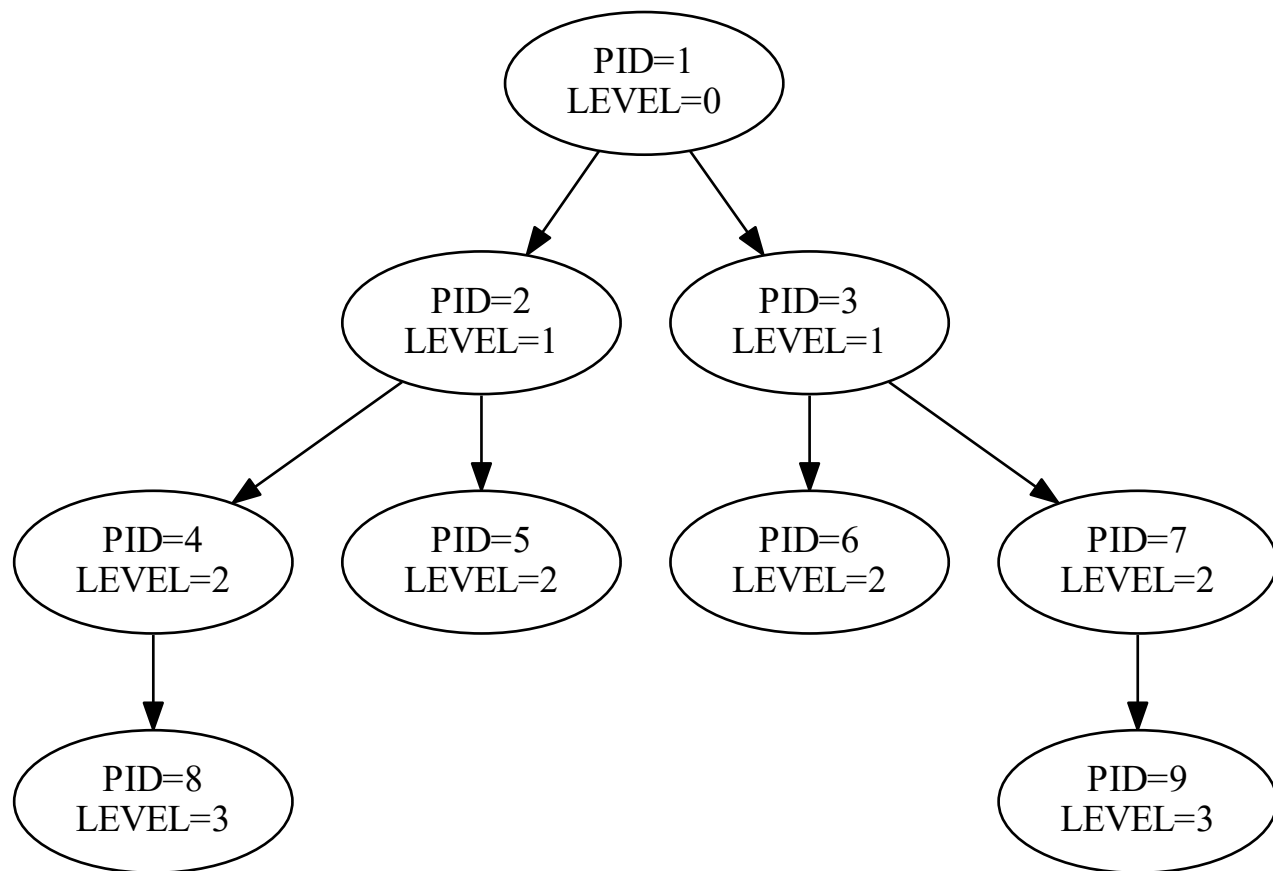 PID=1
LEVEL=0
PID=2
LEVEL=1
PID=3
LEVEL=1
PID=4
LEVEL=2
PID=5
LEVEL=2
PID=6
LEVEL=2
PID=7
LEVEL=2
PID=8
LEVEL=3
PID=9
LEVEL=3